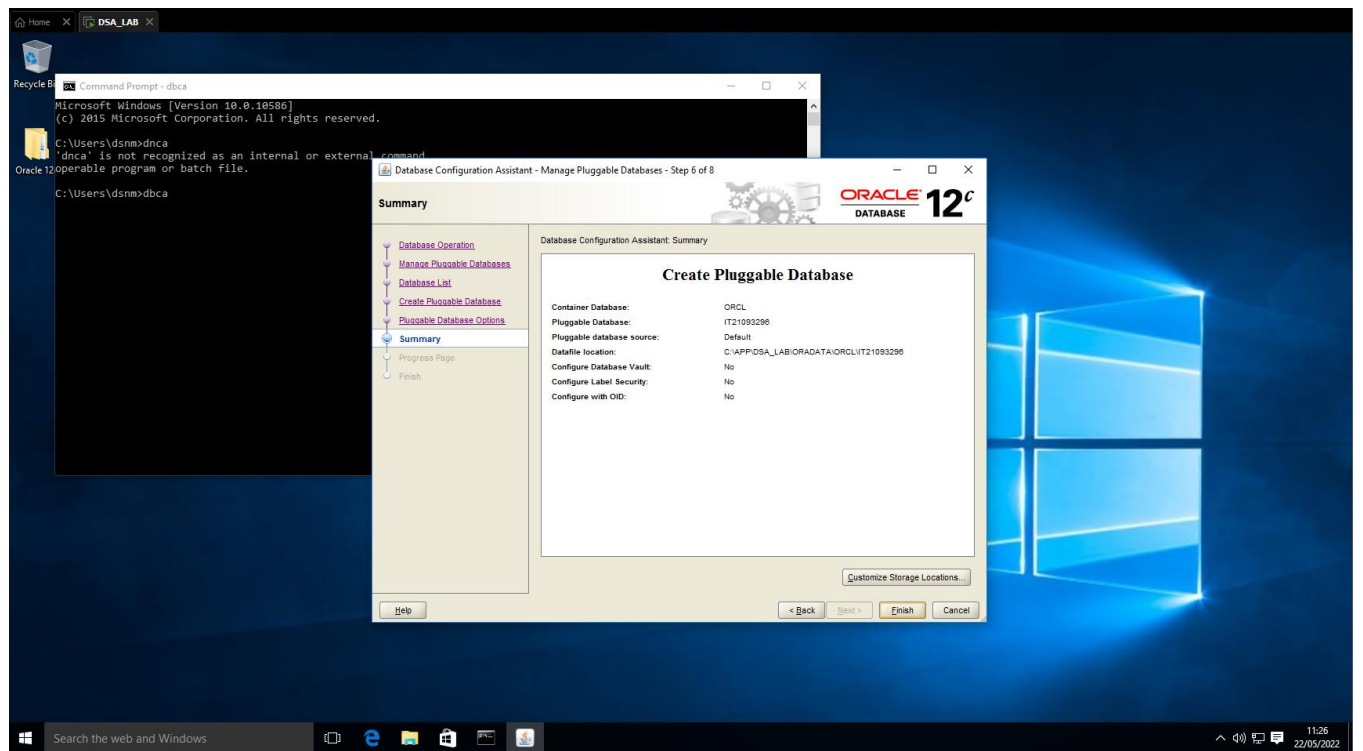 Home
DSA_LAB
Recycle Bi
Command Prompt - dbca
Microsoft Windows [Version 10.0.10586]
(c) 2015 Microsoft Corporation. All rights reserved.
C:\Users\dsnm>dnca
'dnca' is not recognized as an internal or external command
operable program or batch file.
Oracle 12
C:\Users\dsnm>dbca
Database Configuration Assistant - Manage Pluggable Databases - Step 6 of 8
Summary
ORACLE
DATABASE
12c
Database Operation
Manage Pluggable Databases
Database List
Create Pluggable Database
Pluggable Database Options
Summary
Progress Page
Finish
Database Configuration Assistant: Summary
Create Pluggable Database
Container Database: ORCL
Pluggable Database: IT21093296
Pluggable database source: Default
Datafile location: C:\APP\DSA_LAB\ORADATA\ORCL\IT21093296
Configure Database Vault: No
Configure Label Security: No
Configure with OID: No
Customize Storage Locations...
Help
< Back
Next >
Finish
Cancel
Search the web and Windows
11:26
22/05/2022